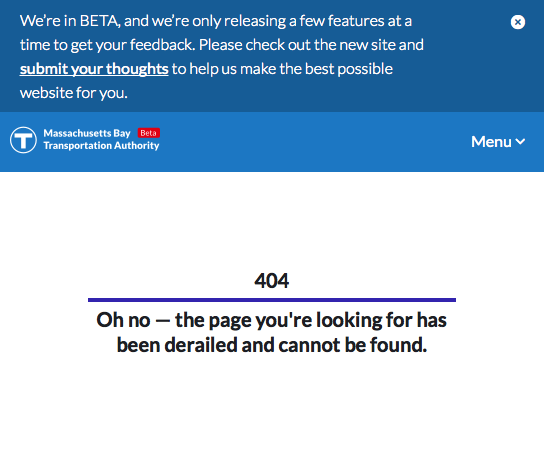 We're in BETA, and we're only releasing a few features at a
time to get your feedback. Please check out the new site and
submit your thoughts to help us make the best possible
website for you.
T
Massachusetts Bay Beta
Transportation Authority
Menu
404
Oh no — the page you're looking for has
been derailed and cannot be found.